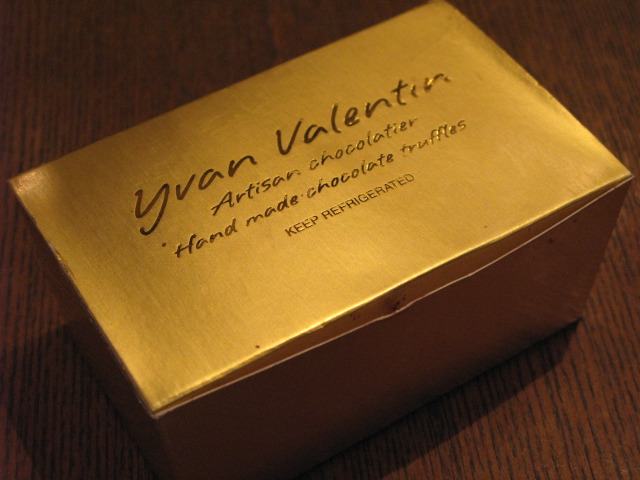 Yvan Valentin
Artisan chocolatier
Hand made chocolate truffles
KEEP REFRIGERATED